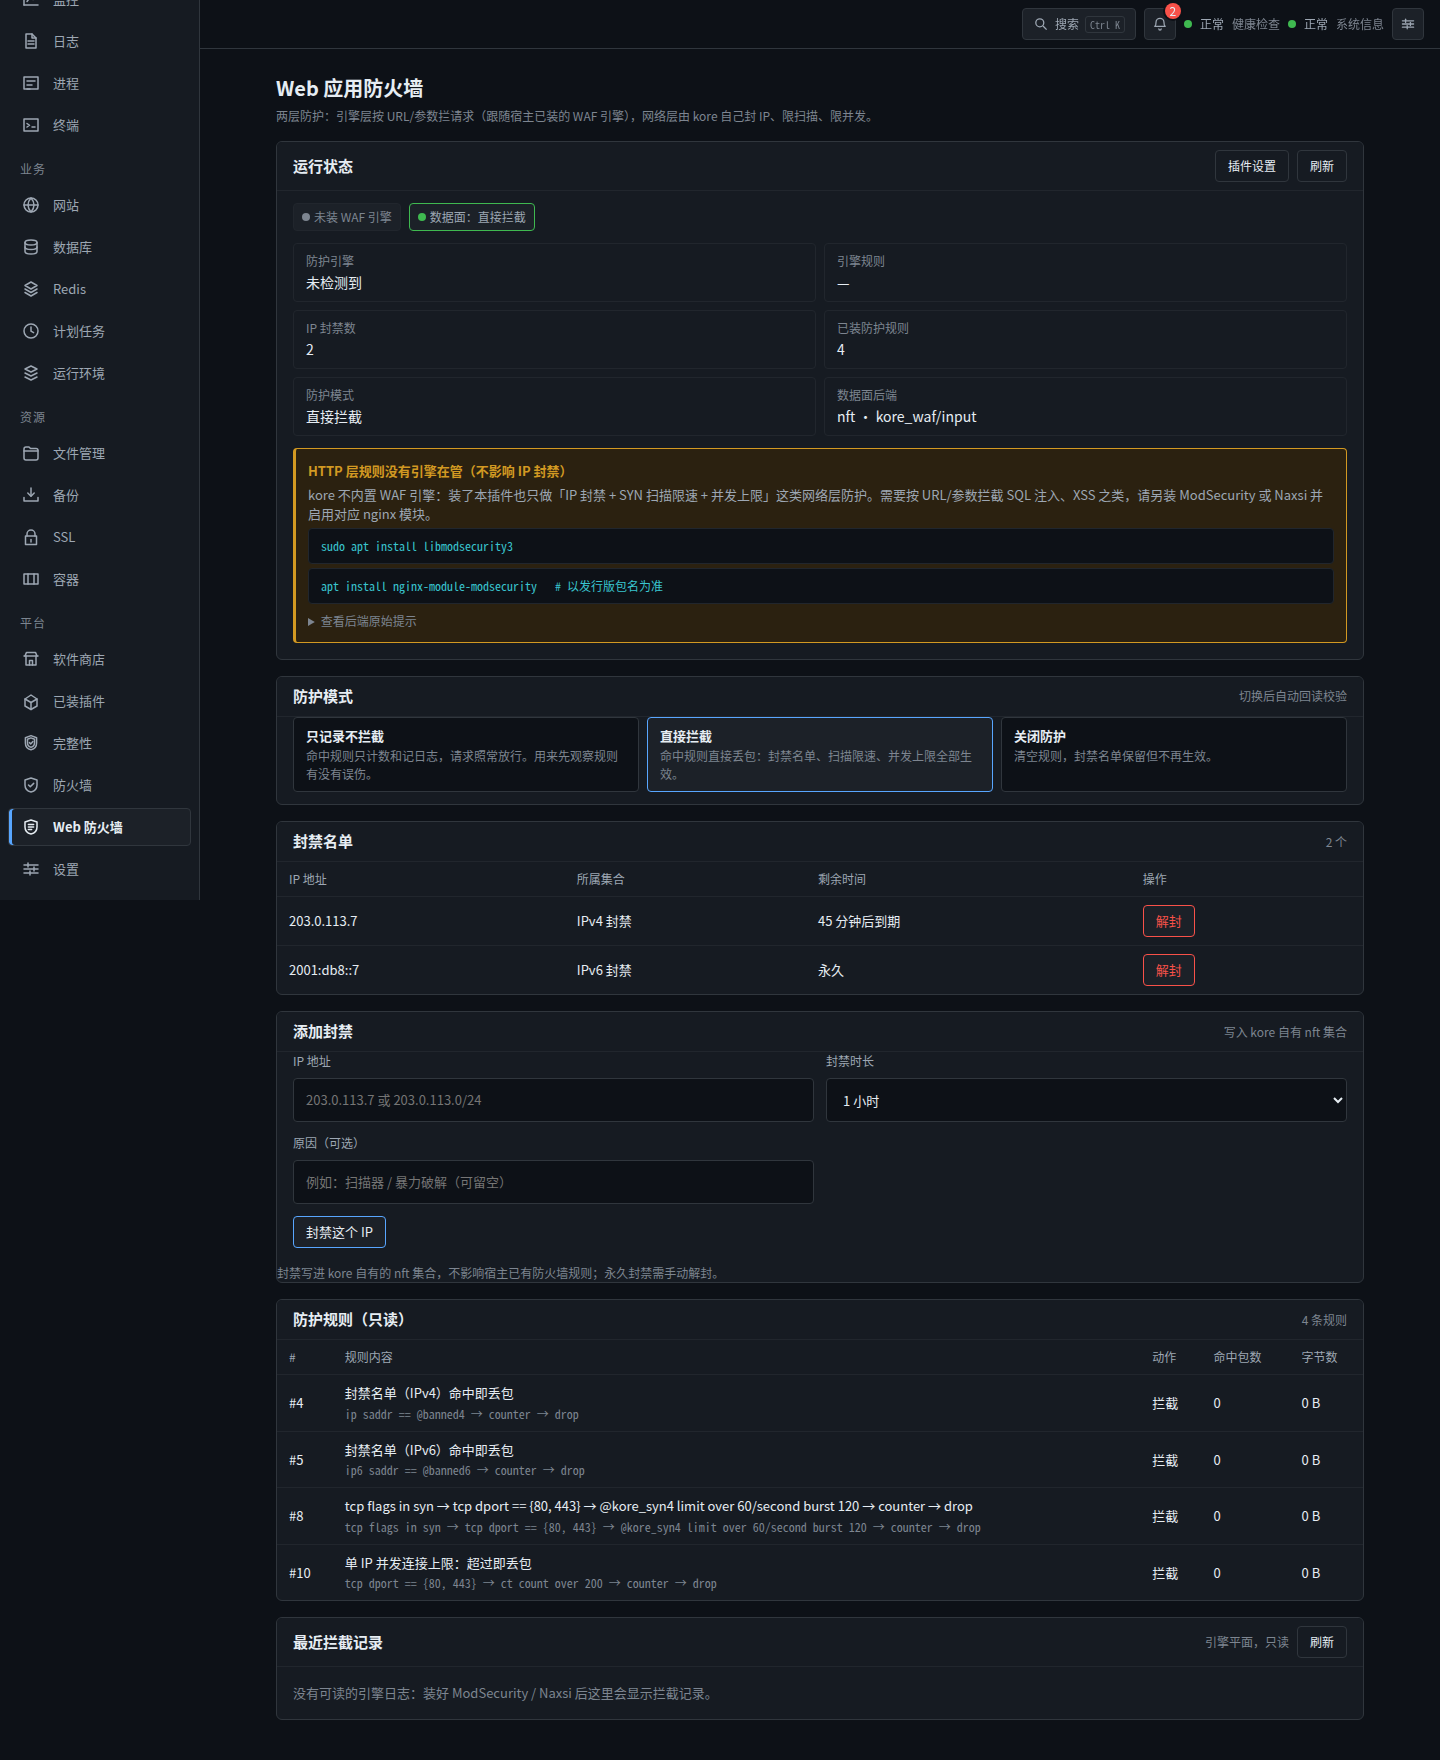 监控
日志
进程
终端
业务
网站
数据库
Redis
计划任务
运行环境
资源
文件管理
备份
SSL
容器
平台
软件商店
已装插件
完整性
防火墙
Web 防火墙
设置
搜索 Ctrl K
2
正常 健康检查
正常 系统信息
Web 应用防火墙
两层防护：引擎层按 URL/参数拦请求（跟随宿主已装的 WAF 引擎），网络层由 kore 自己封 IP、限扫描、限并发。
运行状态
插件设置
刷新
未装 WAF 引擎
数据面：直接拦截
防护引擎
未检测到
引擎规则
—
IP 封禁数
2
已装防护规则
4
防护模式
直接拦截
数据面后端
nft · kore_waf/input
HTTP 层规则没有引擎在管（不影响 IP 封禁）
kore 不内置 WAF 引擎：装了本插件也只做「IP 封禁 + SYN 扫描限速 + 并发上限」这类网络层防护。需要按 URL/参数拦截 SQL 注入、XSS 之类，请另装 ModSecurity 或 Naxsi 并
启用对应 nginx 模块。
sudo apt install libmodsecurity3
apt install nginx-module-modsecurity # 以发行版包名为准
▶ 查看后端原始提示
防护模式
切换后自动回读校验
只记录不拦截
命中规则只计数和记日志，请求照常放行。用来先观察规则
有没有误伤。
直接拦截
命中规则直接丢包：封禁名单、扫描限速、并发上限全部生
效。
关闭防护
清空规则，封禁名单保留但不再生效。
封禁名单
2 个
IP 地址 所属集合 剩余时间 操作
203.0.113.7 IPv4 封禁 45 分钟后到期 解封
2001:db8::7 IPv6 封禁 永久 解封
添加封禁
写入 kore 自有 nft 集合
IP 地址
203.0.113.7 或 203.0.113.0/24
封禁时长
1 小时
原因（可选）
例如：扫描器 / 暴力破解（可留空）
封禁这个 IP
封禁写进 kore 自有的 nft 集合，不影响宿主已有防火墙规则；永久封禁需手动解封。
防护规则（只读）
4 条规则
# 规则内容 动作 命中包数 字节数
#4 封禁名单（IPv4）命中即丢包 拦截 0 0 B
ip saddr == @banned4 → counter → drop
#5 封禁名单（IPv6）命中即丢包 拦截 0 0 B
ip6 saddr == @banned6 → counter → drop
#8 tcp flags in syn → tcp dport == {80, 443} → @kore_syn4 limit over 60/second burst 120 → counter → drop 拦截 0 0 B
tcp flags in syn → tcp dport == {80, 443} → @kore_syn4 limit over 60/second burst 120 → counter → drop
#10 单 IP 并发连接上限：超过即丢包 拦截 0 0 B
tcp dport == {80, 443} → ct count over 200 → counter → drop
最近拦截记录
引擎平面，只读
刷新
没有可读的引擎日志：装好 ModSecurity / Naxsi 后这里会显示拦截记录。